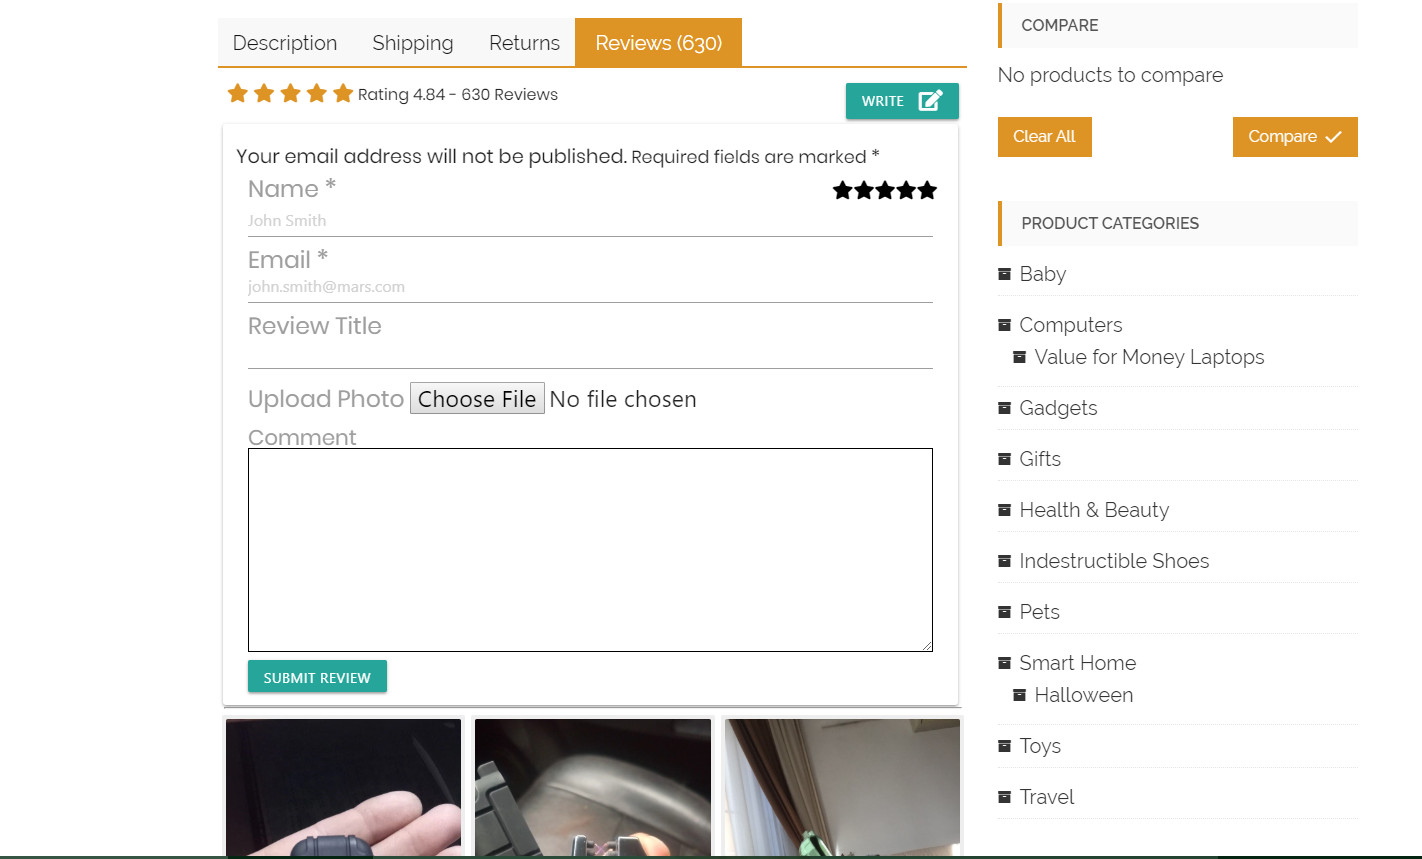 Description Shipping Returns Reviews (630)
Rating 4.84 - 630 Reviews
WRITE
Your email address will not be published. Required fields are marked *
Name *
John Smith
Email *
john.smith@mars.com
Review Title
Upload Photo Choose File No file chosen
Comment
SUBMIT REVIEW
COMPARE
No products to compare
Clear All Compare
PRODUCT CATEGORIES
Baby
Computers
Value for Money Laptops
Gadgets
Gifts
Health & Beauty
Indestructible Shoes
Pets
Smart Home
Halloween
Toys
Travel